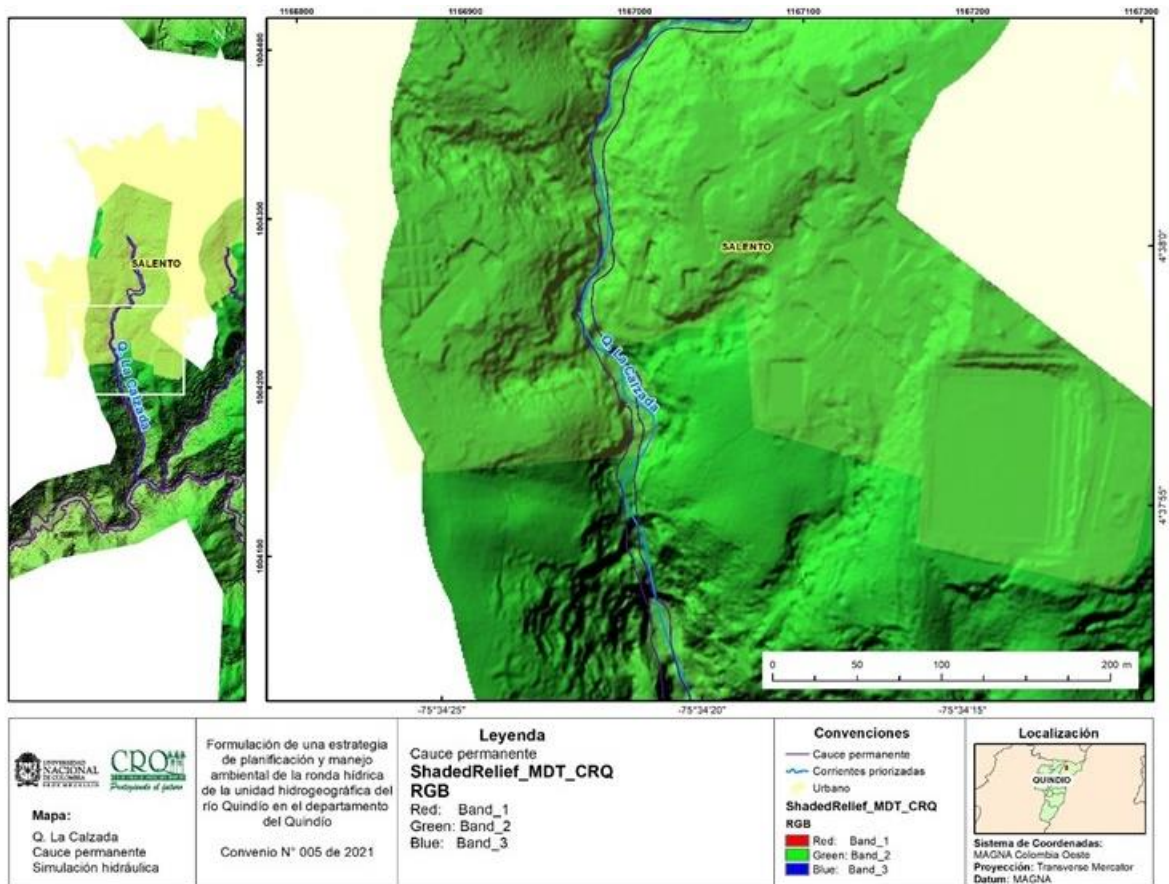 1166800
1166900
1167000
1167100
1167200
1167300
1004400
1004300
1004200
1004100
4°38'0"
4°37'55"
SALENTO
Q. La Calzada
SALENTO
Q. La Calzada
0 50 100 200 m
-75°34'25"
-75°34'20"
-75°34'15"
UNIVERSIDAD
NACIONAL
DE COLOMBIA
CRQ
Protegiendo el futuro
Mapa:
Q. La Calzada
Cauce permanente
Simulación hidráulica
Formulación de una estrategia
de planificación y manejo
ambiental de la ronda hídrica
de la unidad hidrogeográfica del
río Quindío en el departamento
del Quindío
Convenio N° 005 de 2021
Leyenda
Cauce permanente
ShadedRelief_MDT_CRQ
RGB
Red: Band_1
Green: Band_2
Blue: Band_3
Convenciones
Cauce permanente
Corrientes priorizadas
Urbano
ShadedRelief_MDT_CRQ
RGB
Red: Band_1
Green: Band_2
Blue: Band_3
Localización
QUINDIO
Sistema de Coordenadas:
MAGNA Colombia Oeste
Proyección: Transverse Mercator
Datum: MAGNA